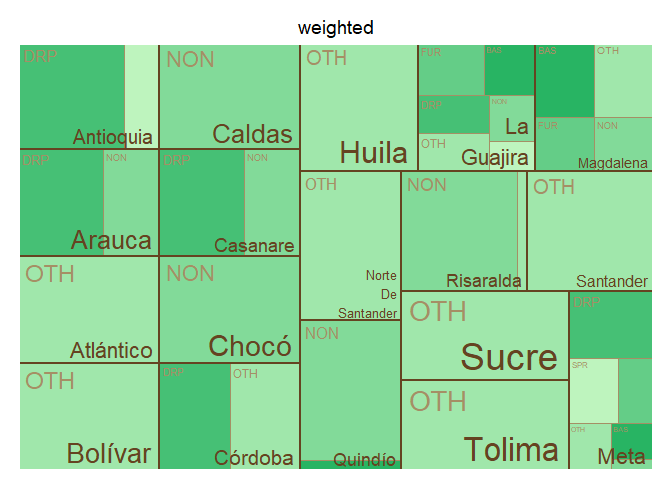 weighted
DRP
Antioquia
NON
Caldas
OTH
Huila
FUR
BAS
DRP
NON
OTH
La
Guajira
BAS
OTH
FUR
NON
Magdalena
DRP
NON
Arauca
DRP
NON
Casanare
OTH
Norte
De
Santander
NON
Risaralda
OTH
Santander
OTH
Atlántico
NON
Chocó
OTH
Sucre
DRP
SPR
OTH
BAS
Meta
OTH
Bolívar
DRP
OTH
Córdoba
NON
Quindío
OTH
Tolima